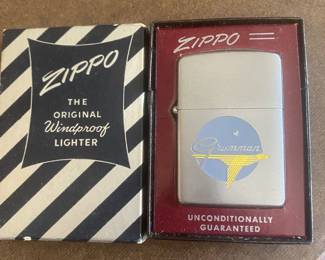 ZIPPO
THE
ORIGINAL
Windproof
LIGHTER
ZIPPO
Grumman
UNCONDITIONALLY
GUARANTEED